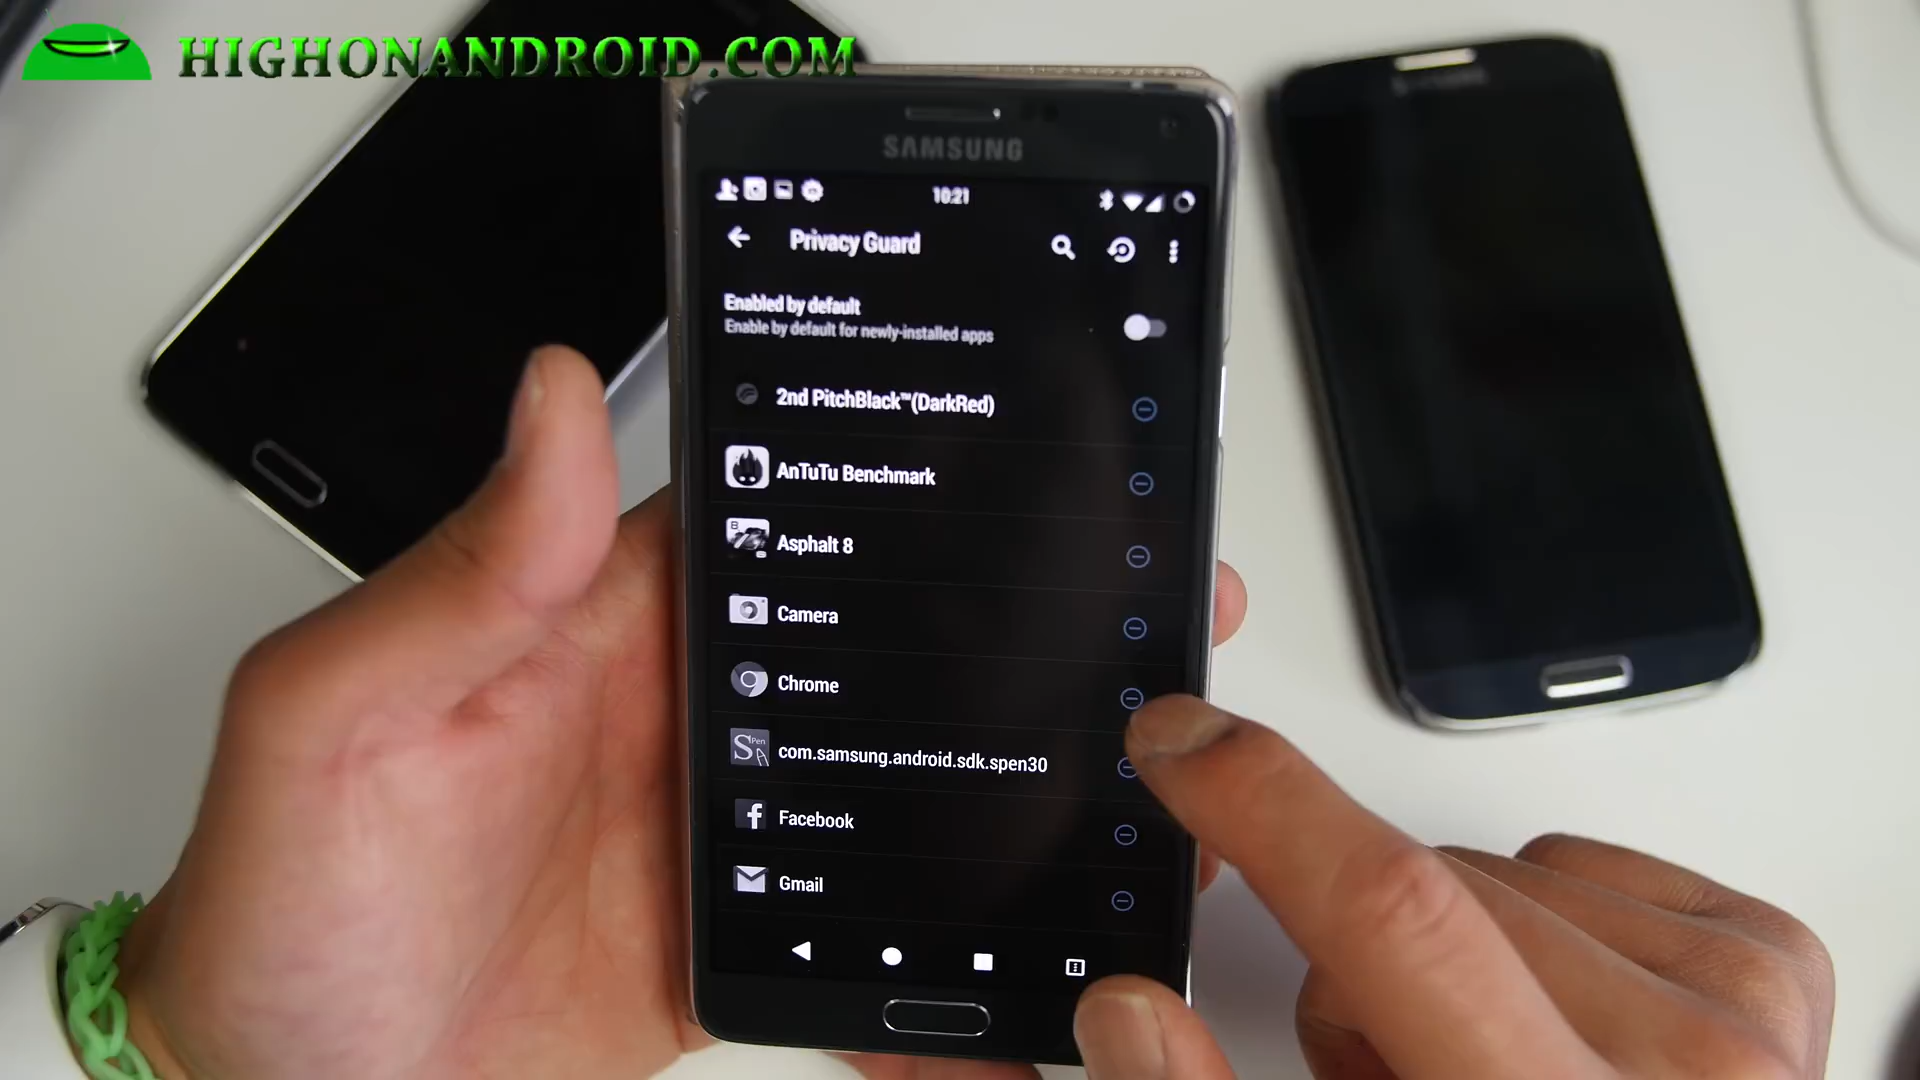 HIGHONANDROID.COM
SAMSUNG
10:21
Privacy Guard
Enabled by default
Enable by default for newly-installed apps
2nd PitchBlack™(DarkRed)
AnTuTu Benchmark
Asphalt 8
Camera
Chrome
S Pen
com.samsung.android.sdk.spen30
Facebook
Gmail